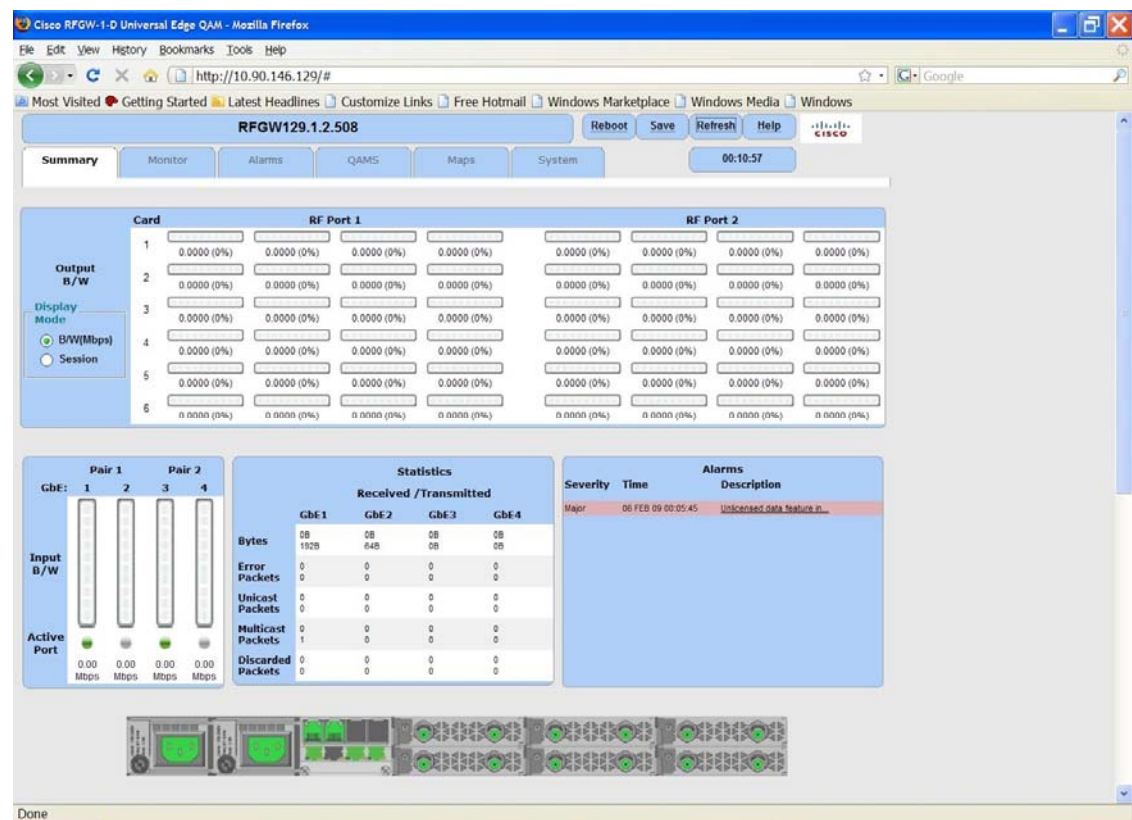 Cisco RFGW-1-D Universal Edge QAM - Mozilla Firefox
File Edit View History Bookmarks Tools Help
http://10.90.146.129/#
Google
Most Visited Getting Started Latest Headlines Customize Links Free Hotmail Windows Marketplace Windows Media Windows
RFGW129.1.2.508
Reboot Save Refresh Help
CISCO
Summary Monitor Alarms QAMS Maps System
00:10:57
Card RF Port 1 RF Port 2
1
0.0000 (0%) 0.0000 (0%) 0.0000 (0%) 0.0000 (0%) 0.0000 (0%) 0.0000 (0%) 0.0000 (0%) 0.0000 (0%)
Output
B/W
2
0.0000 (0%) 0.0000 (0%) 0.0000 (0%) 0.0000 (0%) 0.0000 (0%) 0.0000 (0%) 0.0000 (0%) 0.0000 (0%)
Display
Mode
3
0.0000 (0%) 0.0000 (0%) 0.0000 (0%) 0.0000 (0%) 0.0000 (0%) 0.0000 (0%) 0.0000 (0%) 0.0000 (0%)
B/W(Mbps)
4
0.0000 (0%) 0.0000 (0%) 0.0000 (0%) 0.0000 (0%) 0.0000 (0%) 0.0000 (0%) 0.0000 (0%) 0.0000 (0%)
Session
5
0.0000 (0%) 0.0000 (0%) 0.0000 (0%) 0.0000 (0%) 0.0000 (0%) 0.0000 (0%) 0.0000 (0%) 0.0000 (0%)
6
0.0000 (0%) 0.0000 (0%) 0.0000 (0%) 0.0000 (0%) 0.0000 (0%) 0.0000 (0%) 0.0000 (0%) 0.0000 (0%)
Pair 1 Pair 2
GbE: 1 2 3 4
Input
B/W
Active
Port
0.00 0.00 0.00 0.00
Mbps Mbps Mbps Mbps
Statistics
Received /Transmitted
GbE1 GbE2 GbE3 GbE4
Bytes
0B 0B 0B 0B
192B 64B 0B 0B
Error
Packets
0 0 0 0
0 0 0 0
Unicast
Packets
0 0 0 0
0 0 0 0
Multicast
Packets
0 0 0 0
1 0 0 0
Discarded
Packets
0 0 0 0
0 0 0 0
Alarms
Severity Time Description
Major 06 FEB 09 00:05:45 Unlicensed data feature in...
Done